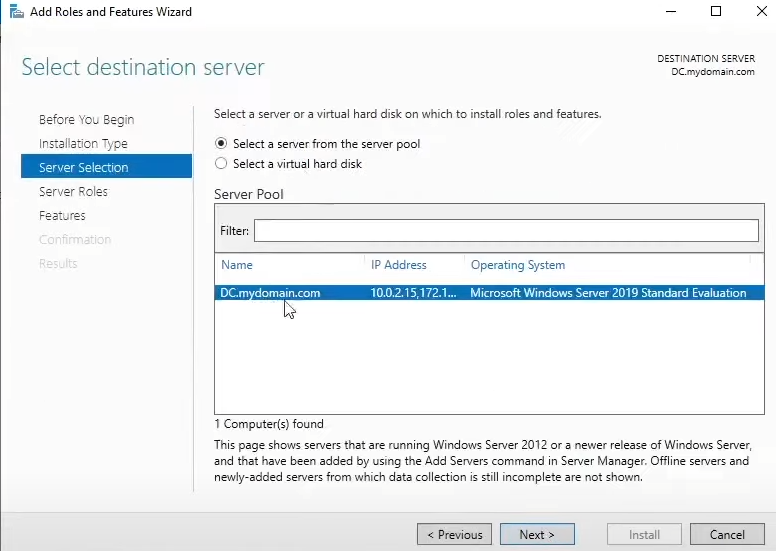 Add Roles and Features Wizard
Select destination server
DESTINATION SERVER
DC.mydomain.com
Before You Begin
Installation Type
Server Selection
Server Roles
Features
Confirmation
Results
Select a server or a virtual hard disk on which to install roles and features.
Select a server from the server pool
Select a virtual hard disk
Server Pool
Filter:
Name IP Address Operating System
DC.mydomain.com 10.0.2.15,172.1... Microsoft Windows Server 2019 Standard Evaluation
1 Computer(s) found
This page shows servers that are running Windows Server 2012 or a newer release of Windows Server,
and that have been added by using the Add Servers command in Server Manager. Offline servers and
newly-added servers from which data collection is still incomplete are not shown.
< Previous Next > Install Cancel